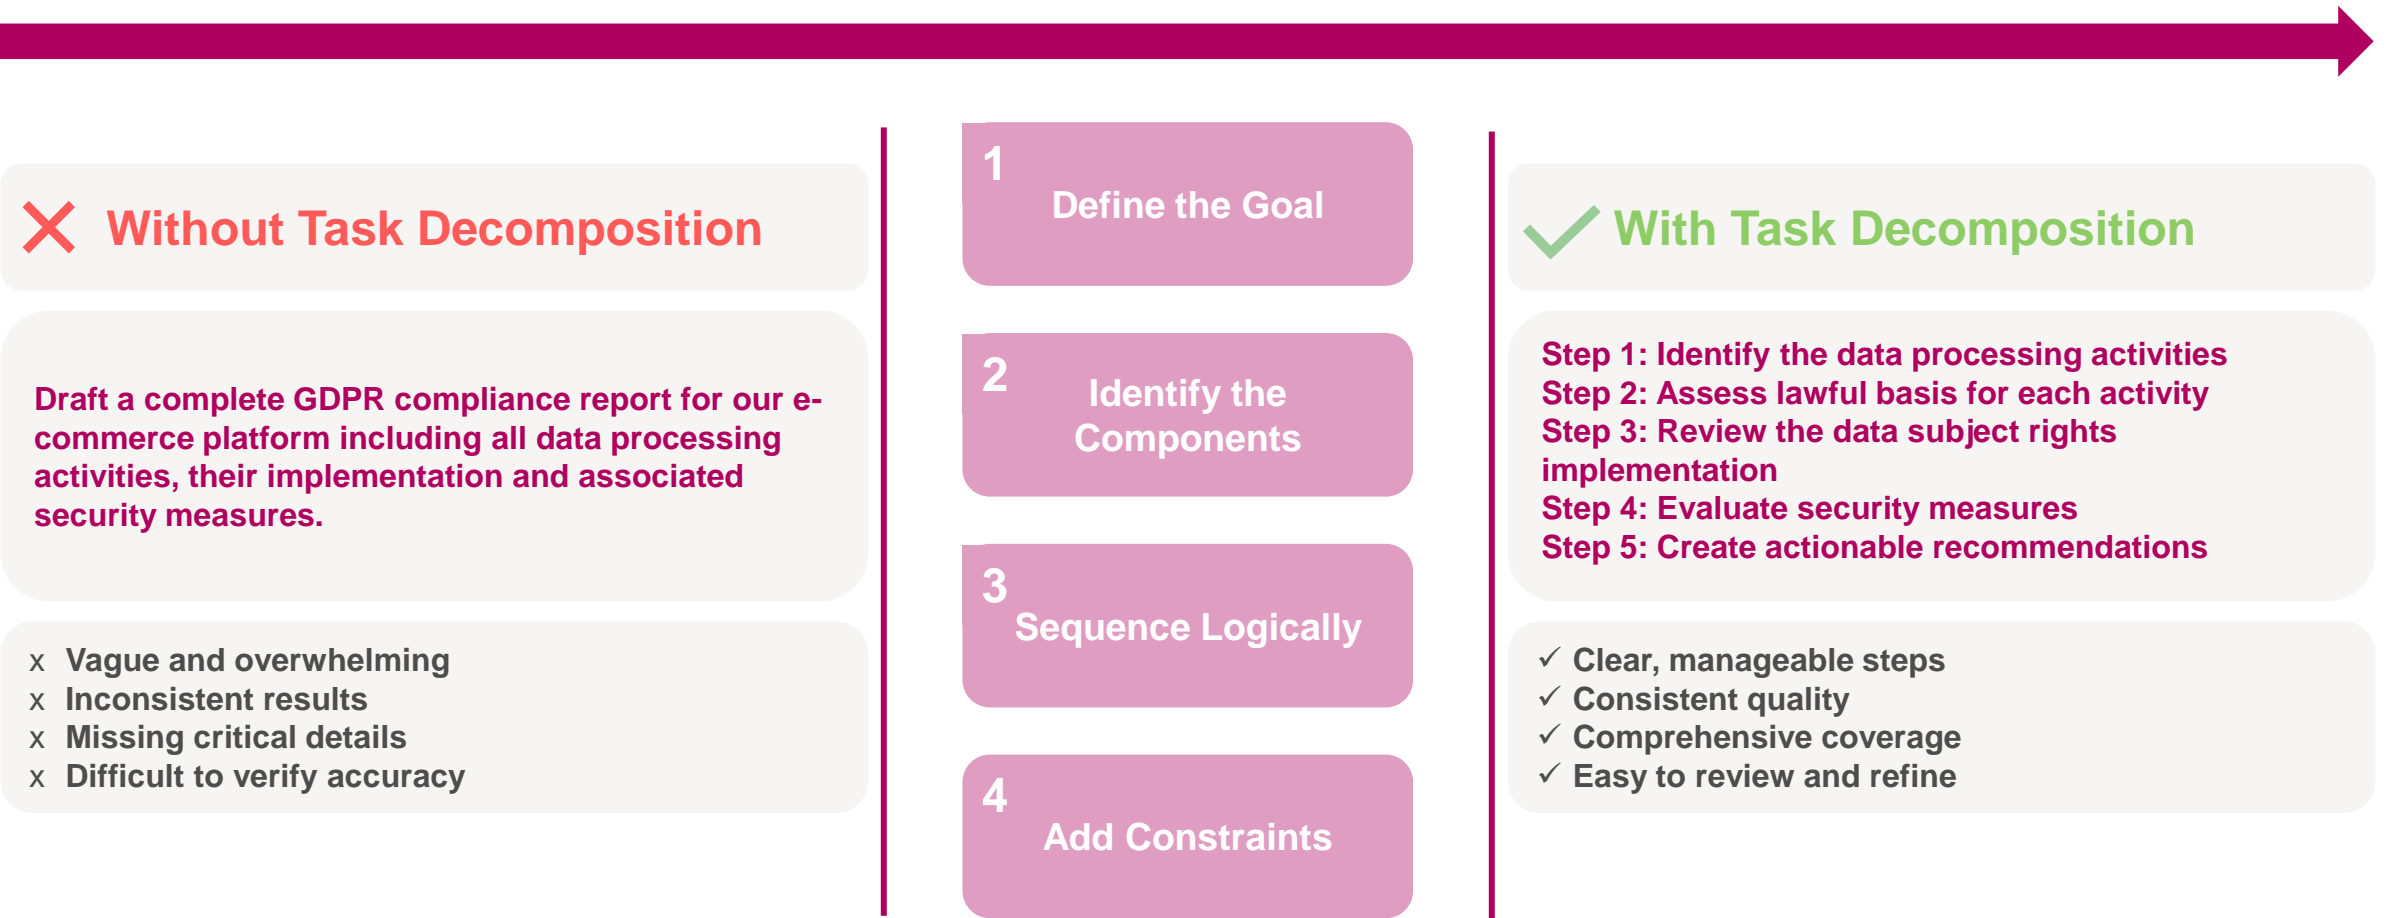 Without Task Decomposition
Draft a complete GDPR compliance report for our e-
commerce platform including all data processing
activities, their implementation and associated
security measures.
x Vague and overwhelming
x Inconsistent results
x Missing critical details
x Difficult to verify accuracy
1
Define the Goal
2
Identify the
Components
3
Sequence Logically
4
Add Constraints
With Task Decomposition
Step 1: Identify the data processing activities
Step 2: Assess lawful basis for each activity
Step 3: Review the data subject rights
implementation
Step 4: Evaluate security measures
Step 5: Create actionable recommendations
✓ Clear, manageable steps
✓ Consistent quality
✓ Comprehensive coverage
✓ Easy to review and refine